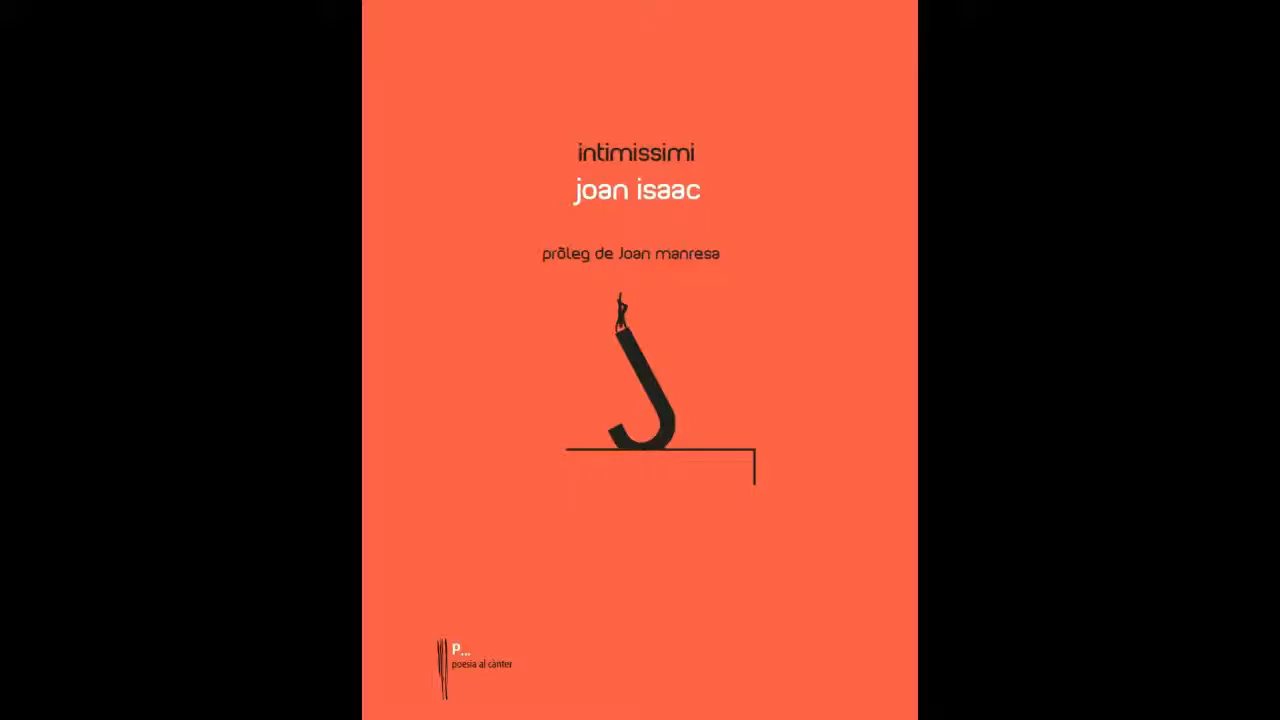 intimissimi
joan isaac
pròleg de Joan manresa
P...
poesia al cànter